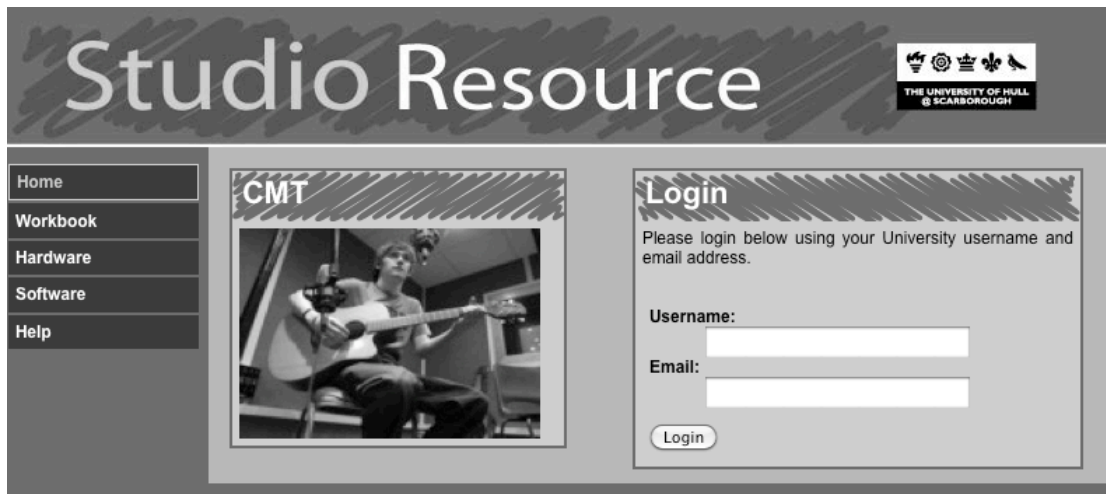 Studio Resource
THE UNIVERSITY OF HULL
@ SCARBOROUGH
Home
Workbook
Hardware
Software
Help
CMT
Login
Please login below using your University username and
email address.
Username:
Email:
Login